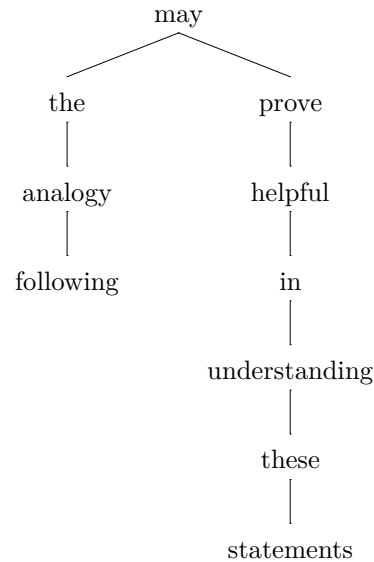 may
the prove
analogy helpful
following in
understanding
these
statements